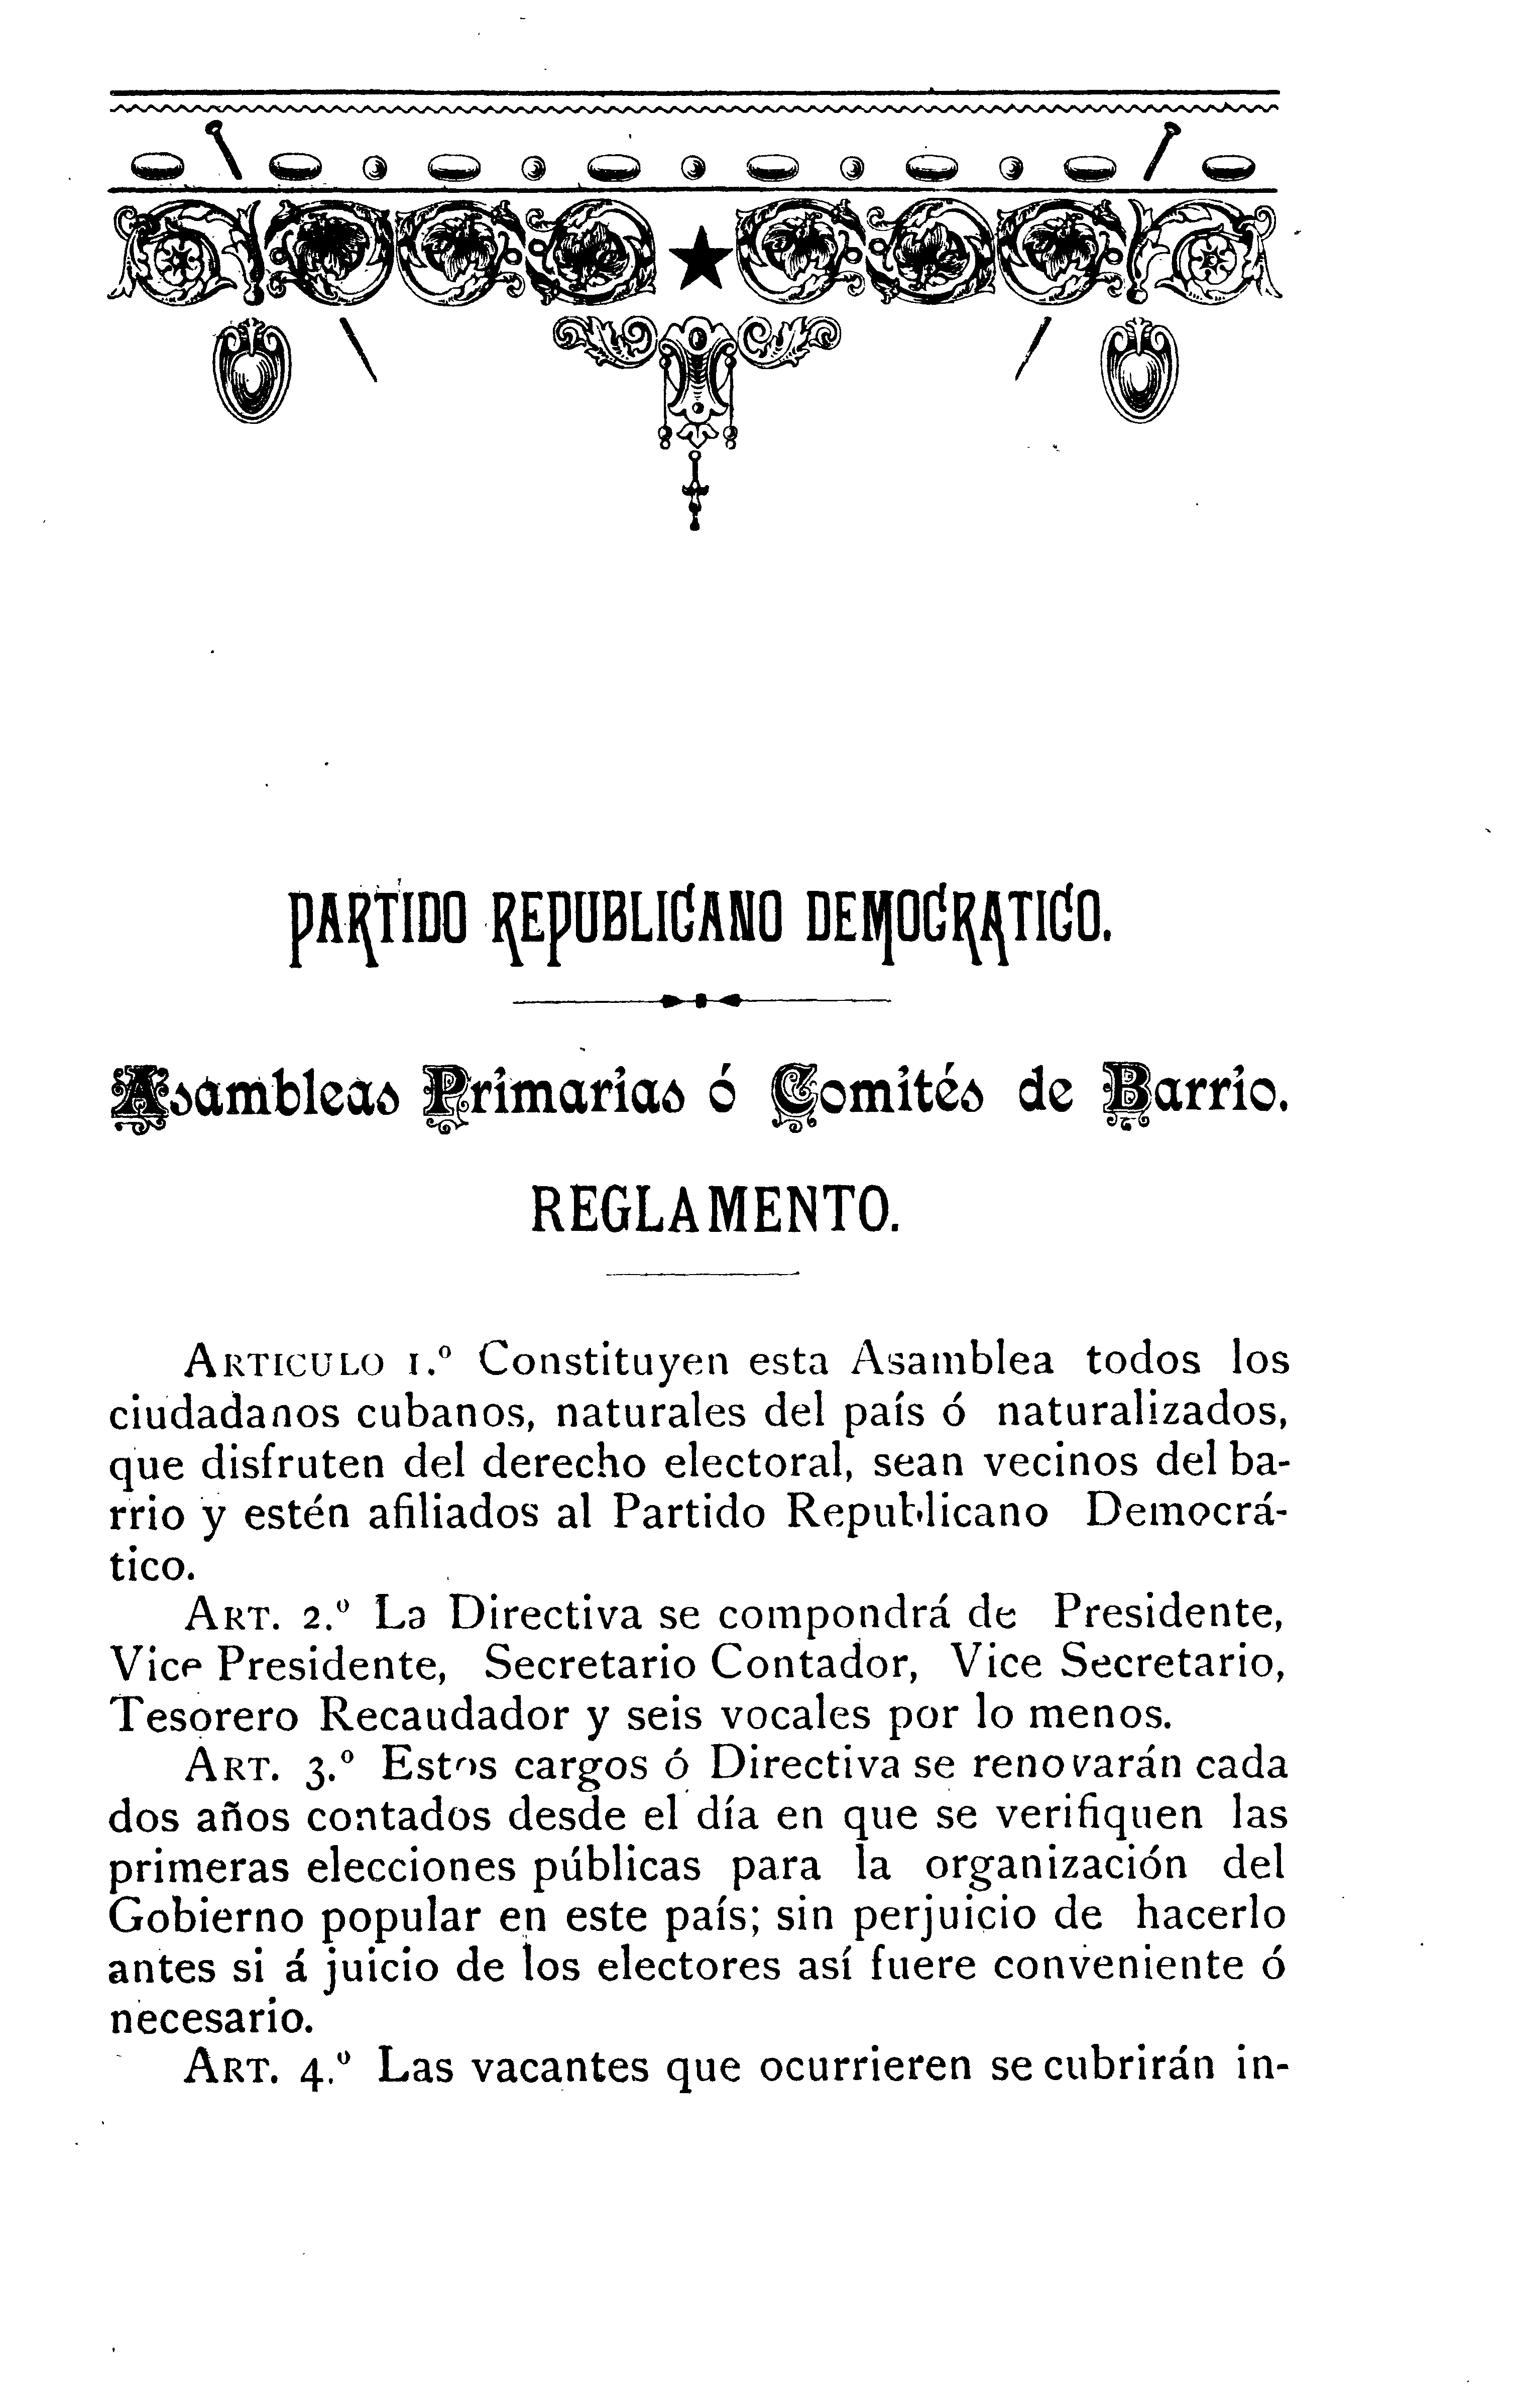 PARTIDO REPUBLICANO DEMOCRATICO.
Asambleas Primarias ó Comités de Barrio.
REGLAMENTO.
ARTICULO 1.º Constituyen esta Asamblea todos los
ciudadanos cubanos, naturales del país ó naturalizados,
que disfruten del derecho electoral, sean vecinos del ba-
rrio y estén afiliados al Partido Republicano Democrá-
tico.
ART. 2.º La Directiva se compondrá de Presidente,
Vice Presidente, Secretario Contador, Vice Secretario,
Tesorero Recaudador y seis vocales por lo menos.
ART. 3.º Estos cargos ó Directiva se renovarán cada
dos años contados desde el día en que se verifiquen las
primeras elecciones públicas para la organización del
Gobierno popular en este país; sin perjuicio de hacerlo
antes si á juicio de los electores así fuere conveniente ó
necesario.
ART. 4.º Las vacantes que ocurrieren se cubrirán in-